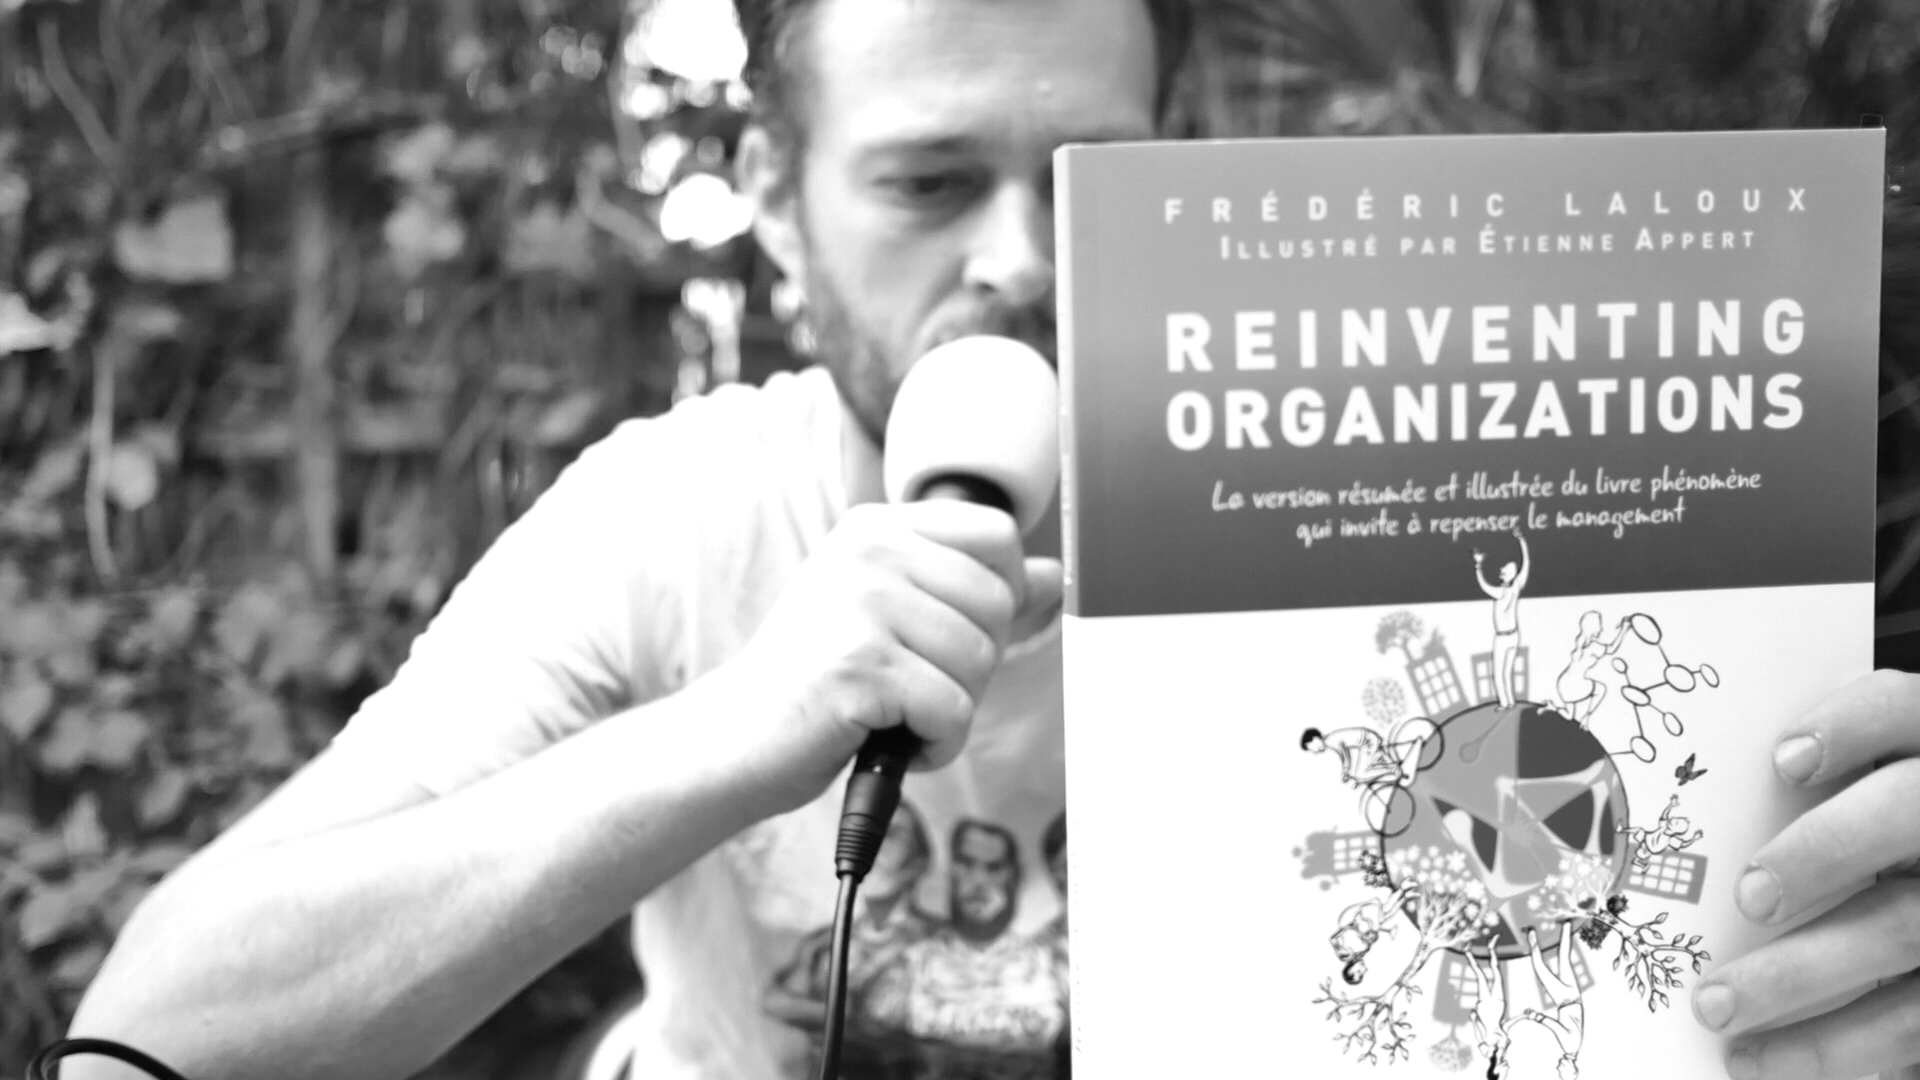 FRÉDÉRIC LALOUX
ILLUSTRÉ PAR ÉTIENNE APPERT
REINVENTING
ORGANIZATIONS
La version résumée et illustrée du livre phénomène
qui invite à repenser le management